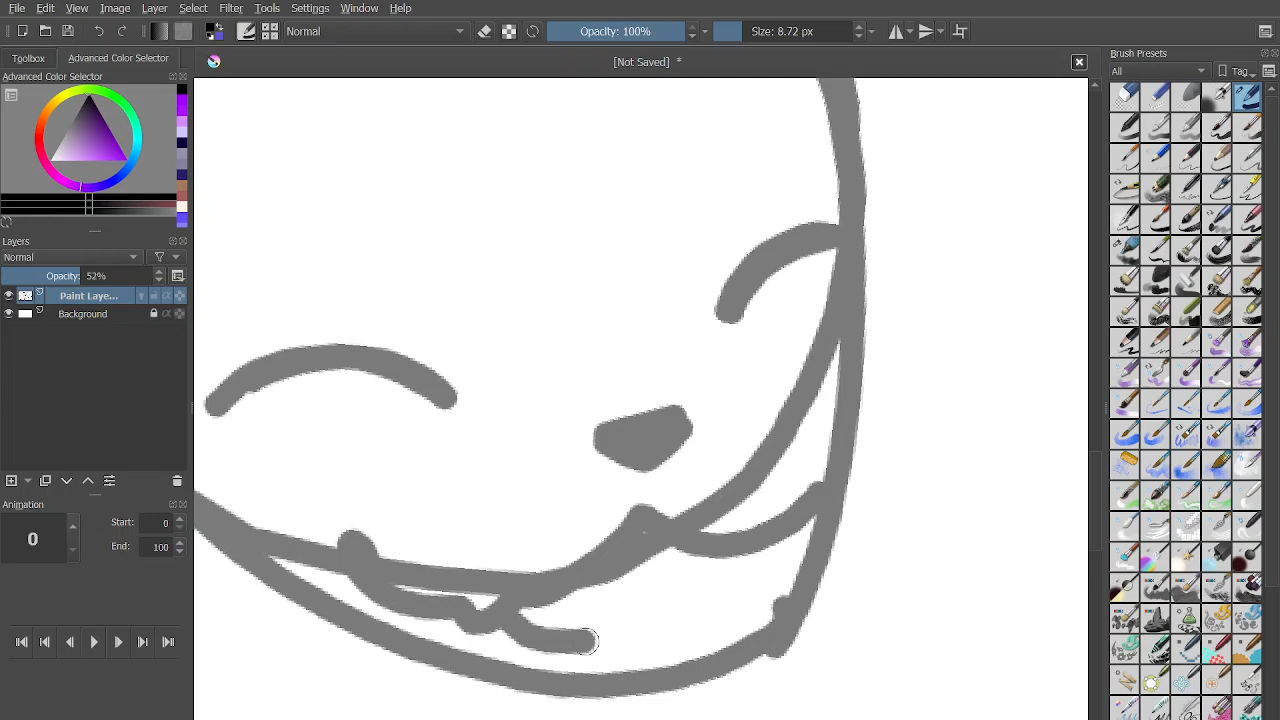 File Edit View Image Layer Select Filter Tools Settings Window Help
Normal Opacity: 100% Size: 8.72 px
Toolbox Advanced Color Selector
[Not Saved] *
Advanced Color Selector
Brush Presets
All Tag
Layers
Normal
Opacity: 52%
Paint Laye...
Background
Animation
0 Start: 0
End: 100